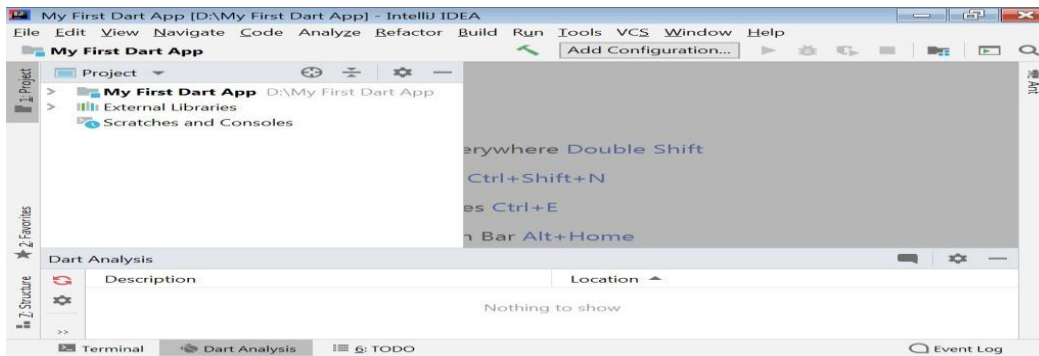 My First Dart App [D:\My First Dart App] - IntelliJ IDEA
File Edit View Navigate Code Analyze Refactor Build Run Tools VCS Window Help
My First Dart App
Add Configuration...
1: Project
Project
My First Dart App D:\My First Dart App
External Libraries
Scratches and Consoles
Ant
erywhere Double Shift
Ctrl+Shift+N
es Ctrl+E
n Bar Alt+Home
2: Favorites
Z: Structure
Dart Analysis
Description
Location
Nothing to show
>>
Terminal
Dart Analysis
6: TODO
Event Log